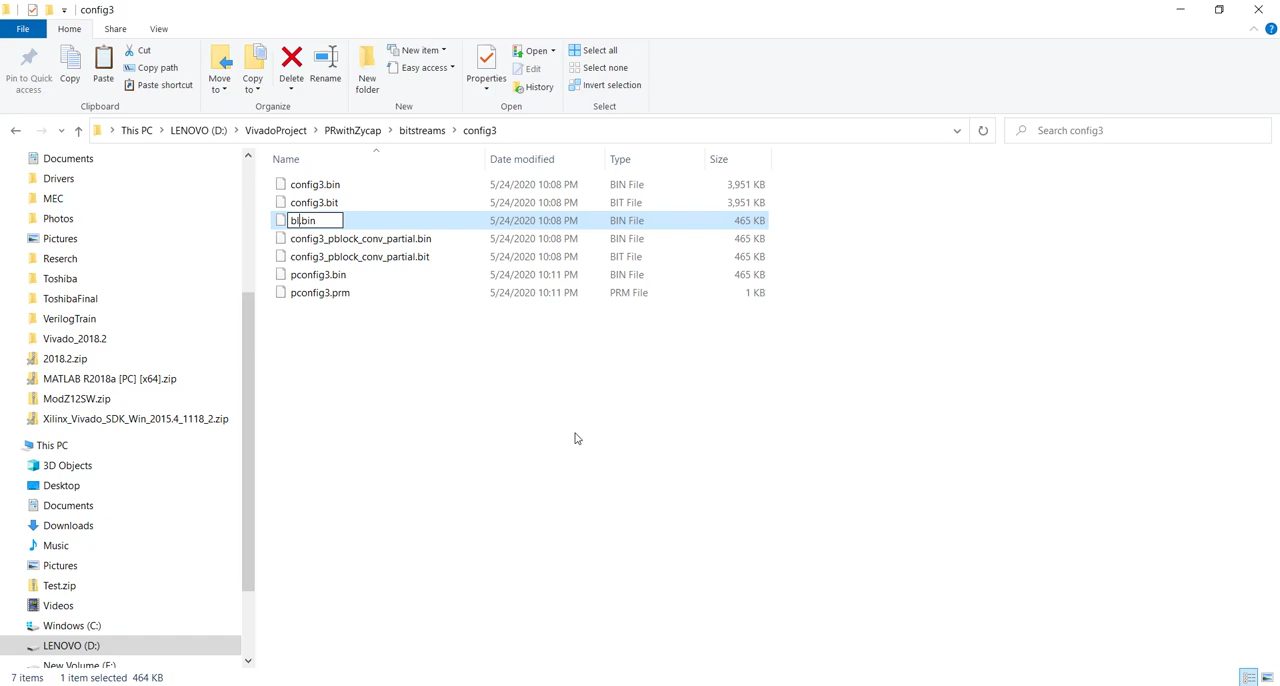 config3
File
Home
Share
View
Pin to Quick access
Copy
Paste
Cut
Copy path
Paste shortcut
Clipboard
Move to
Copy to
Delete
Rename
Organize
New folder
New item
Easy access
New
Properties
Open
Edit
History
Open
Select all
Select none
Invert selection
Select
This PC > LENOVO (D:) > VivadoProject > PRwithZycap > bitstreams > config3
Search config3
Name Date modified Type Size
config3.bin 5/24/2020 10:08 PM BIN File 3,951 KB
config3.bit 5/24/2020 10:08 PM BIT File 3,951 KB
bl.bin 5/24/2020 10:08 PM BIN File 465 KB
config3_pblock_conv_partial.bin 5/24/2020 10:08 PM BIN File 465 KB
config3_pblock_conv_partial.bit 5/24/2020 10:08 PM BIT File 465 KB
pconfig3.bin 5/24/2020 10:11 PM BIN File 465 KB
pconfig3.prm 5/24/2020 10:11 PM PRM File 1 KB
Documents
Drivers
MEC
Photos
Pictures
Reserch
Toshiba
ToshibaFinal
VerilogTrain
Vivado_2018.2
2018.2.zip
MATLAB R2018a [PC] [x64].zip
ModZ12SW.zip
Xilinx_Vivado_SDK_Win_2015.4_1118_2.zip
This PC
3D Objects
Desktop
Documents
Downloads
Music
Pictures
Test.zip
Videos
Windows (C:)
LENOVO (D:)
New Volume (E:)
7 items 1 item selected 464 KB